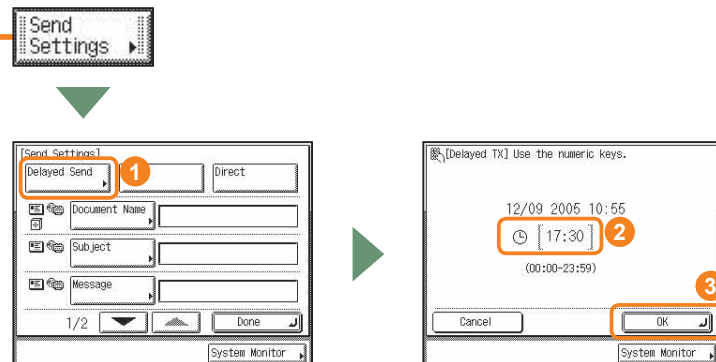 Send
Settings
[Send Settings]
Delayed Send
1
Direct
Document Name
Subject
Message
1/2
Done
System Monitor
[Delayed TX] Use the numeric keys.
12/09 2005 10:55
[17:30]
2
(00:00-23:59)
3
Cancel
OK
System Monitor